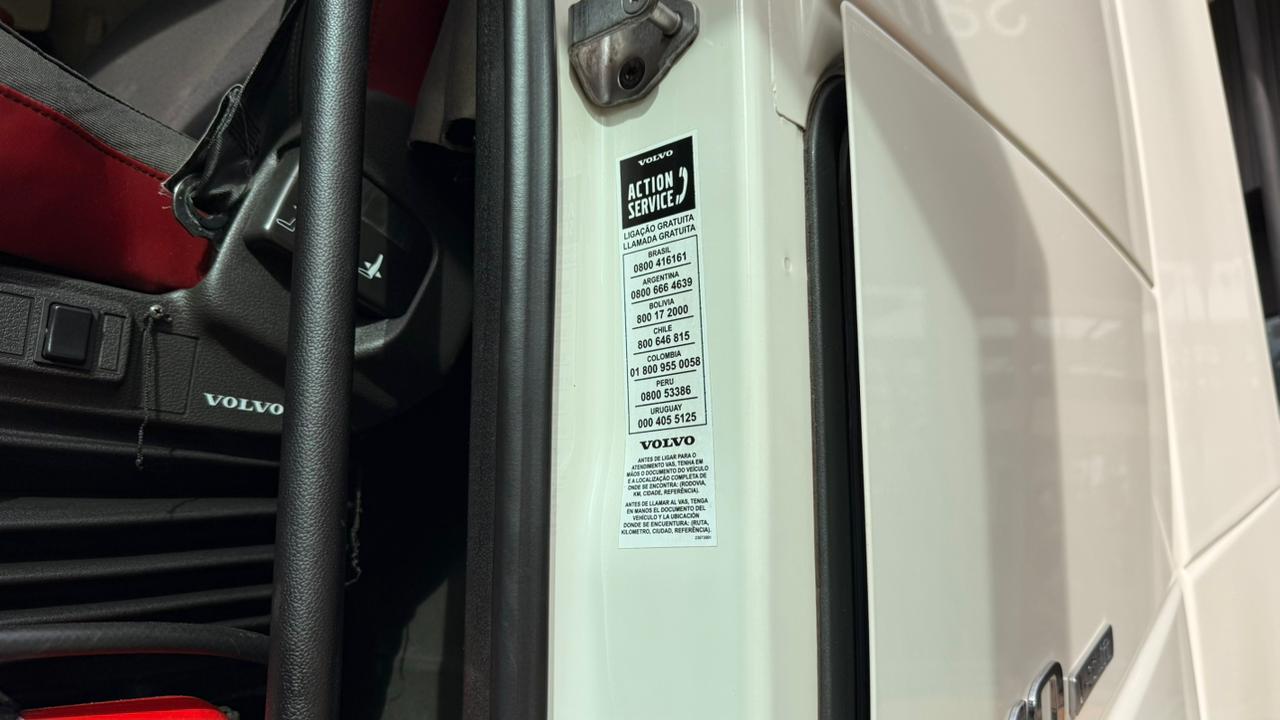 VOLVO
ACTION
SERVICE
LIGAÇÃO GRATUITA
LLAMADA GRATUITA
BRASIL
0800 416161
ARGENTINA
0800 666 4639
BOLIVIA
800 17 2000
CHILE
800 646 815
COLOMBIA
01 800 955 0058
PERU
0800 53386
URUGUAY
000 405 5125
VOLVO
ANTES DE LIGAR PARA O
ATENDIMENTO VAS, TENHA EM
MÃOS O DOCUMENTO DO VEÍCULO
E A LOCALIZAÇÃO COMPLETA DE
ONDE SE ENCONTRA: (RODOVIA,
KM, CIDADE, REFERÊNCIA).
ANTES DE LLAMAR AL VAS, TENGA
EN MANOS EL DOCUMENTO DEL
VEHÍCULO Y LA UBICACIÓN
DONDE SE ENCUENTURA: (RUTA,
KILOMETRO, CIUDAD, REFERÊNCIA).
VOLVO